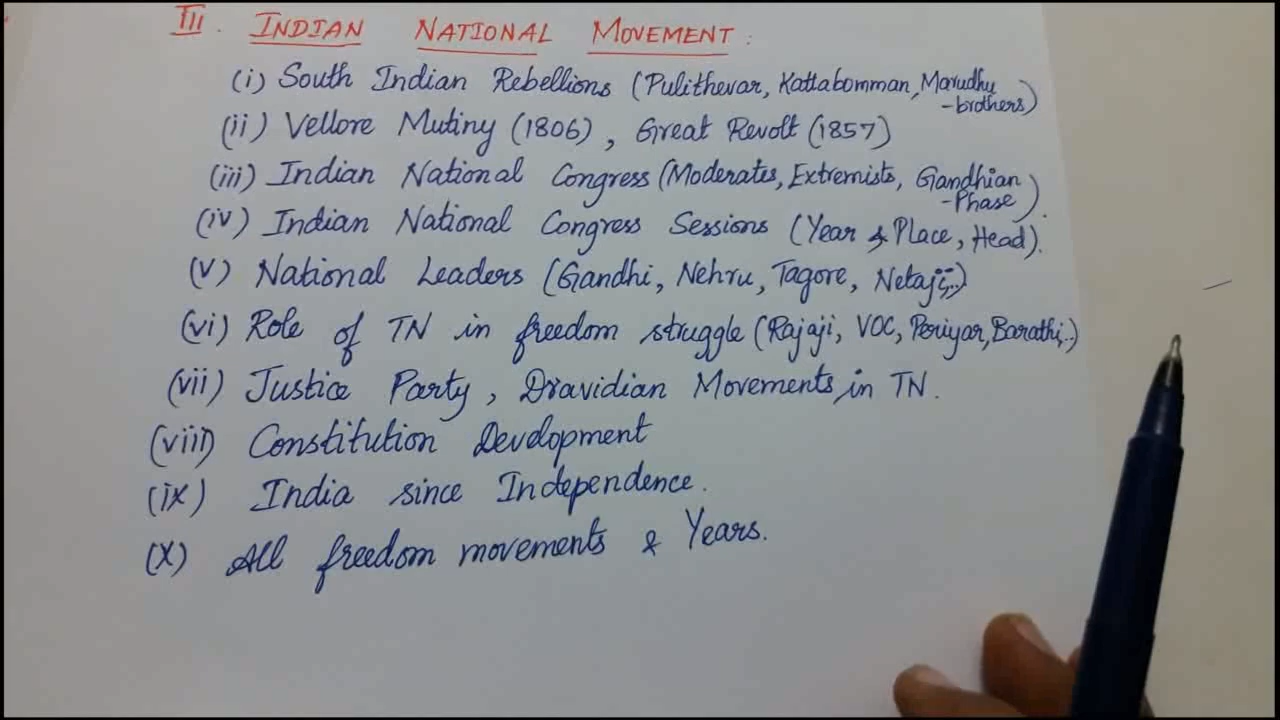 III. INDIAN NATIONAL MOVEMENT:
(i) South Indian Rebellions (Pulithevar, Kattabomman, Marudhu
-brothers)
(ii) Vellore Mutiny (1806), Great Revolt (1857)
(iii) Indian National Congress (Moderates, Extremists, Gandhian
-Phase).
(iv) Indian National Congress Sessions (Year & Place, Head).
(v) National Leaders (Gandhi, Nehru, Tagore, Netaji,..)
(vi) Role of TN in freedom struggle (Rajaji, VOC, Periyar, Barathi,..)
(vii) Justice Party, Dravidian Movements in TN.
(viii) Constitution Development
(ix) India since Independence.
(x) All freedom movements & Years.